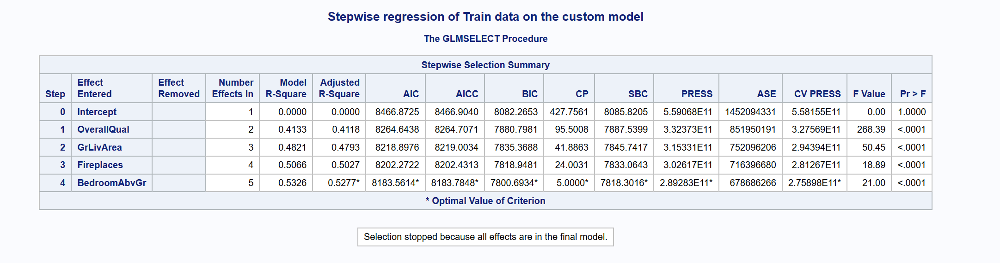 Stepwise regression of Train data on the custom model
The GLMSELECT Procedure
Stepwise Selection Summary
Step Effect Entered Effect Removed Number Effects In Model R-Square Adjusted R-Square AIC AICC BIC CP SBC PRESS ASE CV PRESS F Value Pr > F
0 Intercept 1 0.0000 0.0000 8466.8725 8466.9040 8082.2653 427.7561 8085.8205 5.59068E11 1452094331 5.58155E11 0.00 1.0000
1 OverallQual 2 0.4133 0.4118 8264.6438 8264.7071 7880.7981 95.5008 7887.5399 3.32373E11 851950191 3.27569E11 268.39 <.0001
2 GrLivArea 3 0.4821 0.4793 8218.8976 8219.0034 7835.3688 41.8863 7845.7417 3.15331E11 752096206 2.94394E11 50.45 <.0001
3 Fireplaces 4 0.5066 0.5027 8202.2722 8202.4313 7818.9481 24.0031 7833.0643 3.02617E11 716396680 2.81267E11 18.89 <.0001
4 BedroomAbvGr 5 0.5326 0.5277* 8183.5614* 8183.7848* 7800.6934* 5.0000* 7818.3016* 2.89283E11* 678686266 2.75898E11* 21.00 <.0001
* Optimal Value of Criterion
Selection stopped because all effects are in the final model.